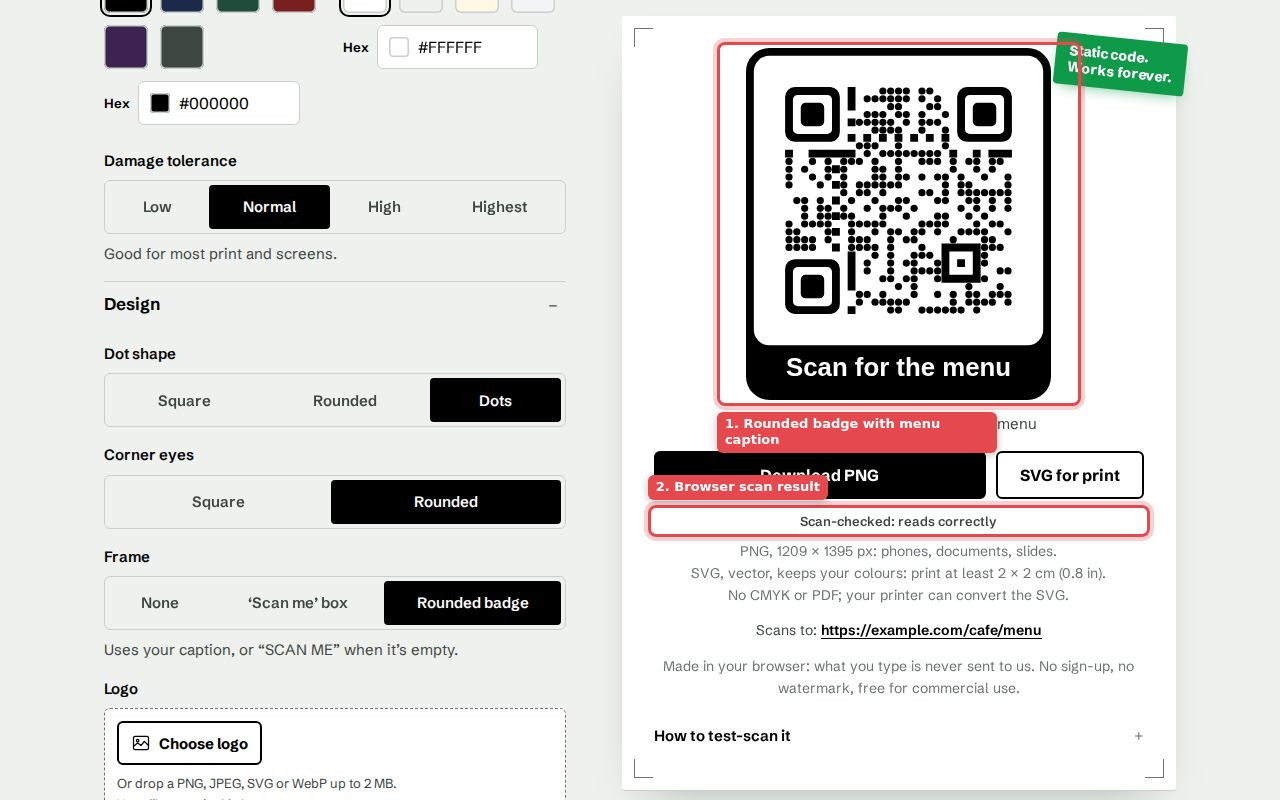 Hex
#FFFFFF
Hex
#000000
Damage tolerance
Low
Normal
High
Highest
Good for most print and screens.
Design
–
Dot shape
Square
Rounded
Dots
Corner eyes
Square
Rounded
Frame
None
‘Scan me’ box
Rounded badge
Uses your caption, or “SCAN ME” when it’s empty.
Logo
Choose logo
Or drop a PNG, JPEG, SVG or WebP up to 2 MB.
Static code.
Works forever.
Scan for the menu
1. Rounded badge with menu
caption
menu
Download PNG
SVG for print
2. Browser scan result
Scan-checked: reads correctly
PNG, 1209 × 1395 px: phones, documents, slides.
SVG, vector, keeps your colours: print at least 2 × 2 cm (0.8 in).
No CMYK or PDF; your printer can convert the SVG.
Scans to: https://example.com/cafe/menu
Made in your browser: what you type is never sent to us. No sign-up, no
watermark, free for commercial use.
How to test-scan it
+